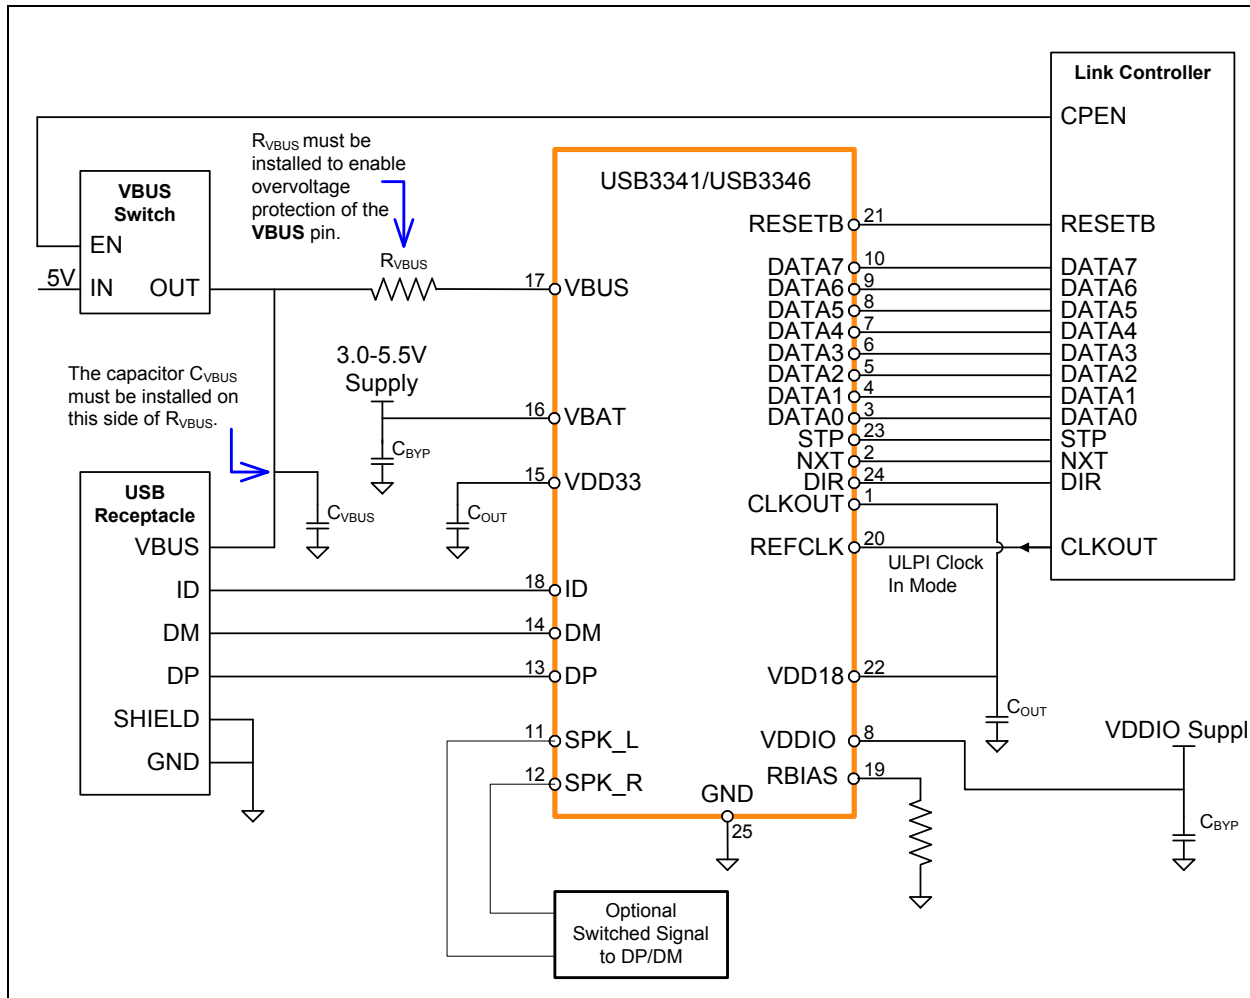 Link Controller
CPEN
RESETB
DATA7
DATA6
DATA5
DATA4
DATA3
DATA2
DATA1
DATA0
STP
NXT
DIR
CLKOUT
RVBUS must be
installed to enable
overvoltage
protection of the
VBUS pin.
RVBUS
VBUS
Switch
EN
5V
IN
OUT
The capacitor CVBUS
must be installed on
this side of RVBUS.
3.0-5.5V
Supply
CBYP
CVBUS
COUT
USB
Receptacle
VBUS
ID
DM
DP
SHIELD
GND
USB3341/USB3346
17 VBUS
16 VBAT
15 VDD33
18 ID
14 DM
13 DP
11 SPK_L
12 SPK_R
RESETB 21
DATA7 10
DATA6 9
DATA5 8
DATA4 7
DATA3 6
DATA2 5
DATA1 4
DATA0 3
STP 23
NXT 2
DIR 24
CLKOUT 1
REFCLK 20
VDD18 22
VDDIO 8
RBIAS 19
GND
25
ULPI Clock
In Mode
COUT
VDDIO Suppl
CBYP
Optional
Switched Signal
to DP/DM